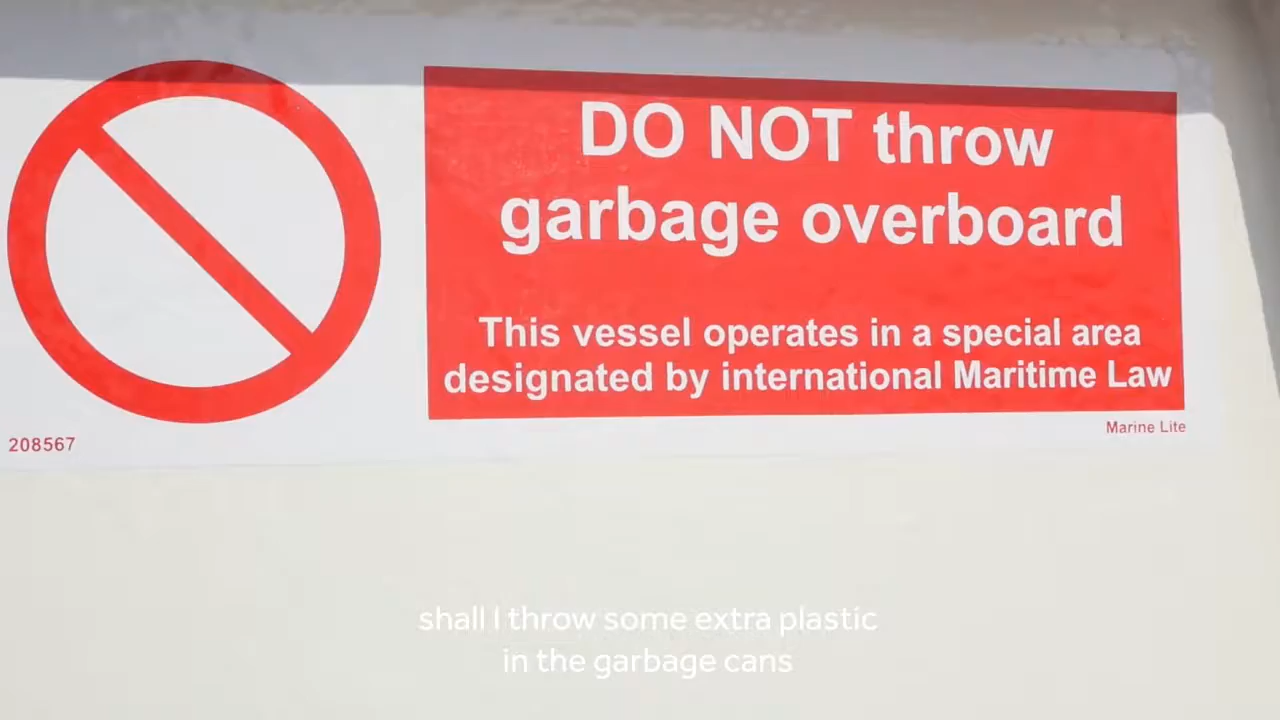 DO NOT throw
garbage overboard
This vessel operates in a special area
designated by international Maritime Law
Marine Lite
208567
shall I throw some extra plastic
in the garbage cans